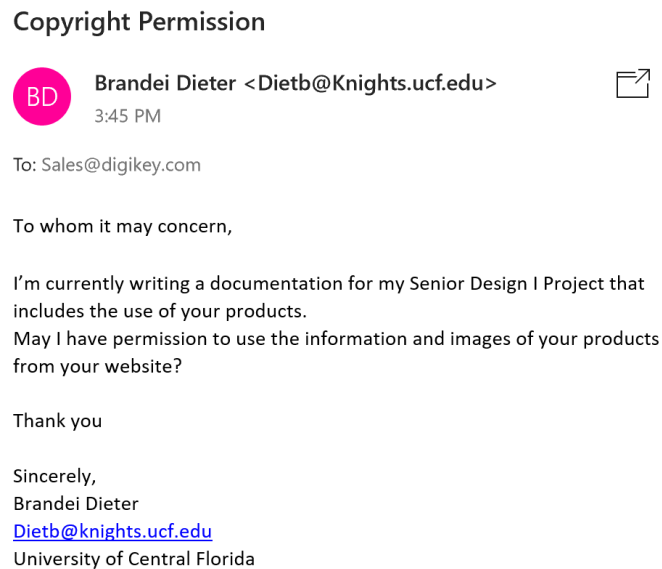 Copyright Permission
BD
Brandei Dieter <Dietb@Knights.ucf.edu>
3:45 PM
To: Sales@digikey.com
To whom it may concern,
I'm currently writing a documentation for my Senior Design I Project that
includes the use of your products.
May I have permission to use the information and images of your products
from your website?
Thank you
Sincerely,
Brandei Dieter
Dietb@knights.ucf.edu
University of Central Florida